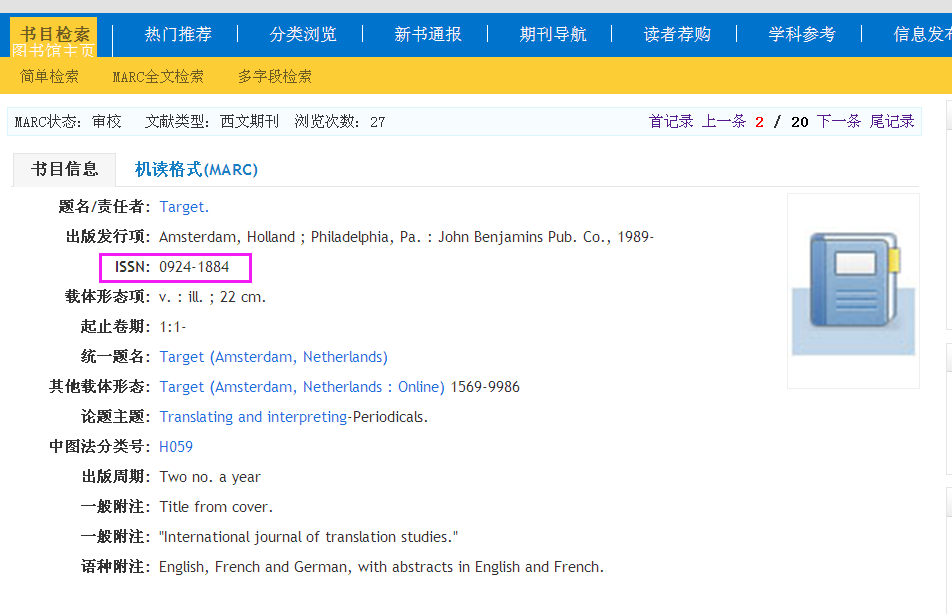 书目检索 热门推荐 分类浏览 新书通报 期刊导航 读者荐购 学科参考 信息发布
图书馆主页
简单检索 MARC全文检索 多字段检索
MARC状态：审校 文献类型：西文期刊 浏览次数：27 首记录 上一条 2 / 20 下一条 尾记录
书目信息 机读格式(MARC)
题名/责任者： Target.
出版发行项： Amsterdam, Holland ; Philadelphia, Pa. : John Benjamins Pub. Co., 1989-
ISSN： 0924-1884
载体形态项： v. : ill. ; 22 cm.
起止卷期： 1:1-
统一题名： Target (Amsterdam, Netherlands)
其他载体形态： Target (Amsterdam, Netherlands : Online) 1569-9986
论题主题： Translating and interpreting-Periodicals.
中图法分类号： H059
出版周期： Two no. a year
一般附注： Title from cover.
一般附注： "International journal of translation studies."
语种附注： English, French and German, with abstracts in English and French.